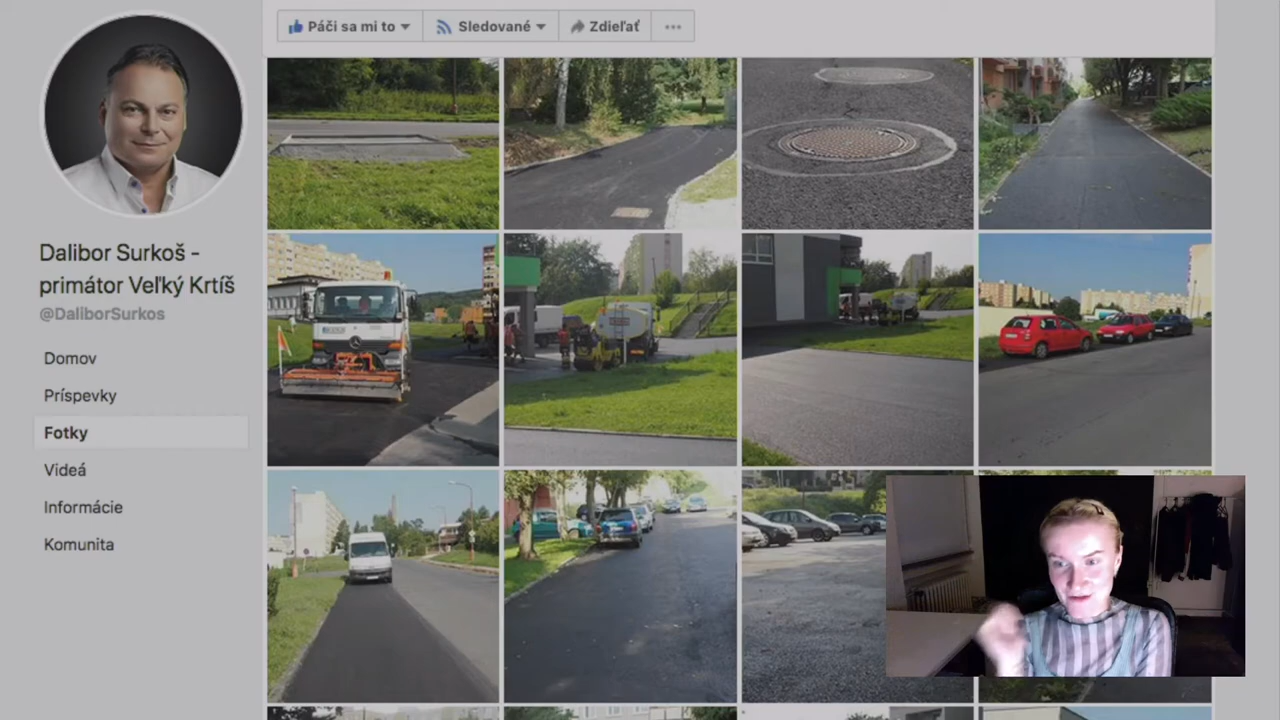 Páči sa mi to
Sledované
Zdieľať
Dalibor Surkoš -
primátor Veľký Krtíš
@DaliborSurkos
Domov
Príspevky
Fotky
Videá
Informácie
Komunita